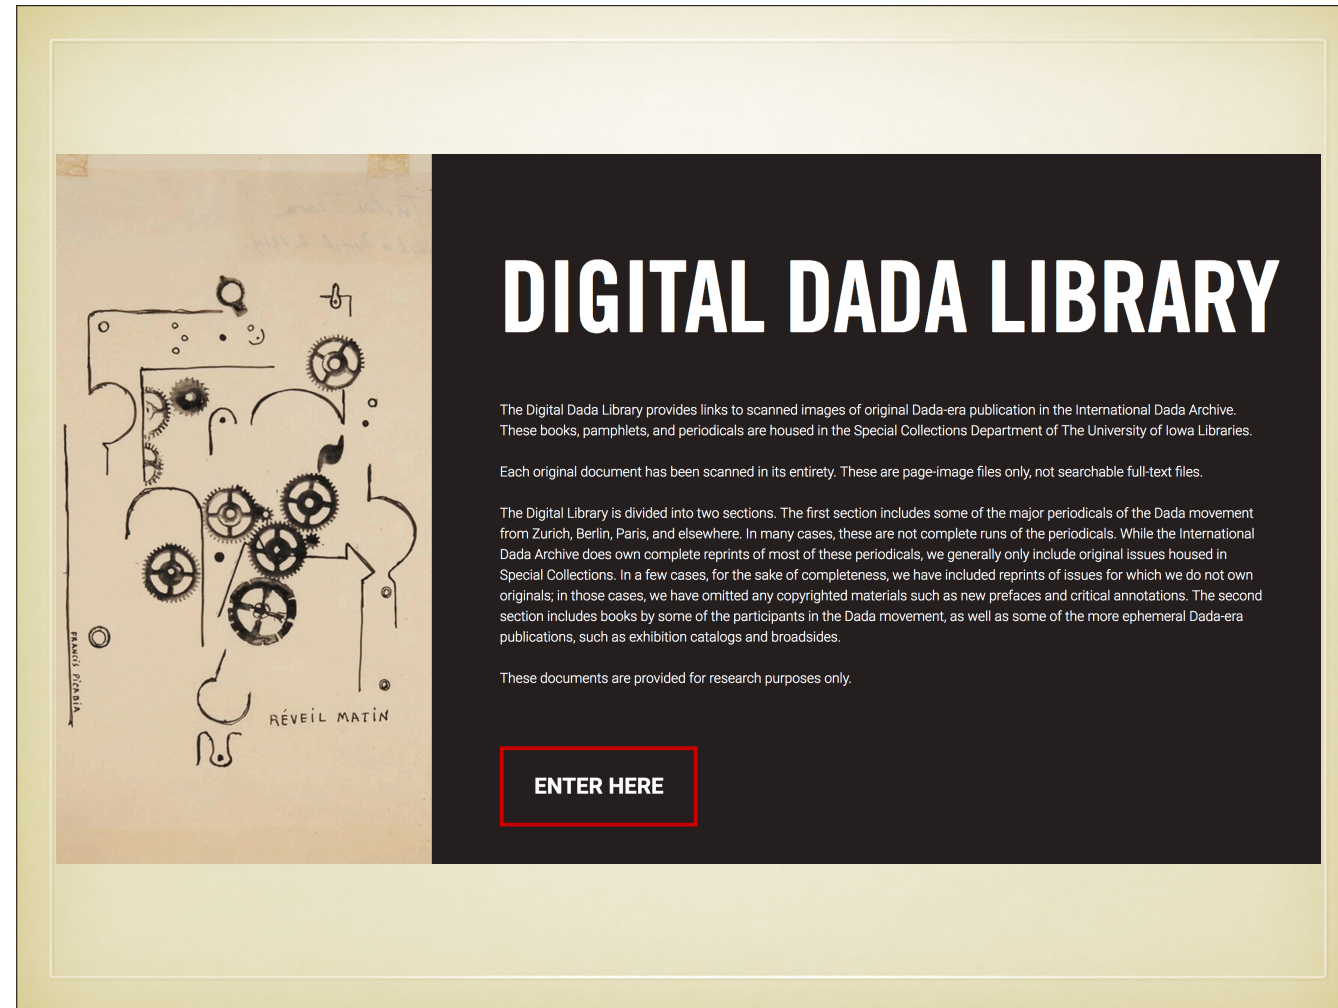 DIGITAL DADA LIBRARY
The Digital Dada Library provides links to scanned images of original Dada-era publication in the International Dada Archive.
These books, pamphlets, and periodicals are housed in the Special Collections Department of The University of Iowa Libraries.
Each original document has been scanned in its entirety. These are page-image files only, not searchable full-text files.
The Digital Library is divided into two sections. The first section includes some of the major periodicals of the Dada movement
from Zurich, Berlin, Paris, and elsewhere. In many cases, these are not complete runs of the periodicals. While the International
Dada Archive does own complete reprints of most of these periodicals, we generally only include original issues housed in
Special Collections. In a few cases, for the sake of completeness, we have included reprints of issues for which we do not own
originals; in those cases, we have omitted any copyrighted materials such as new prefaces and critical annotations. The second
section includes books by some of the participants in the Dada movement, as well as some of the more ephemeral Dada-era
publications, such as exhibition catalogs and broadsides.
These documents are provided for research purposes only.
ENTER HERE
FRANCIS PICABIA
RÉVEIL MATIN